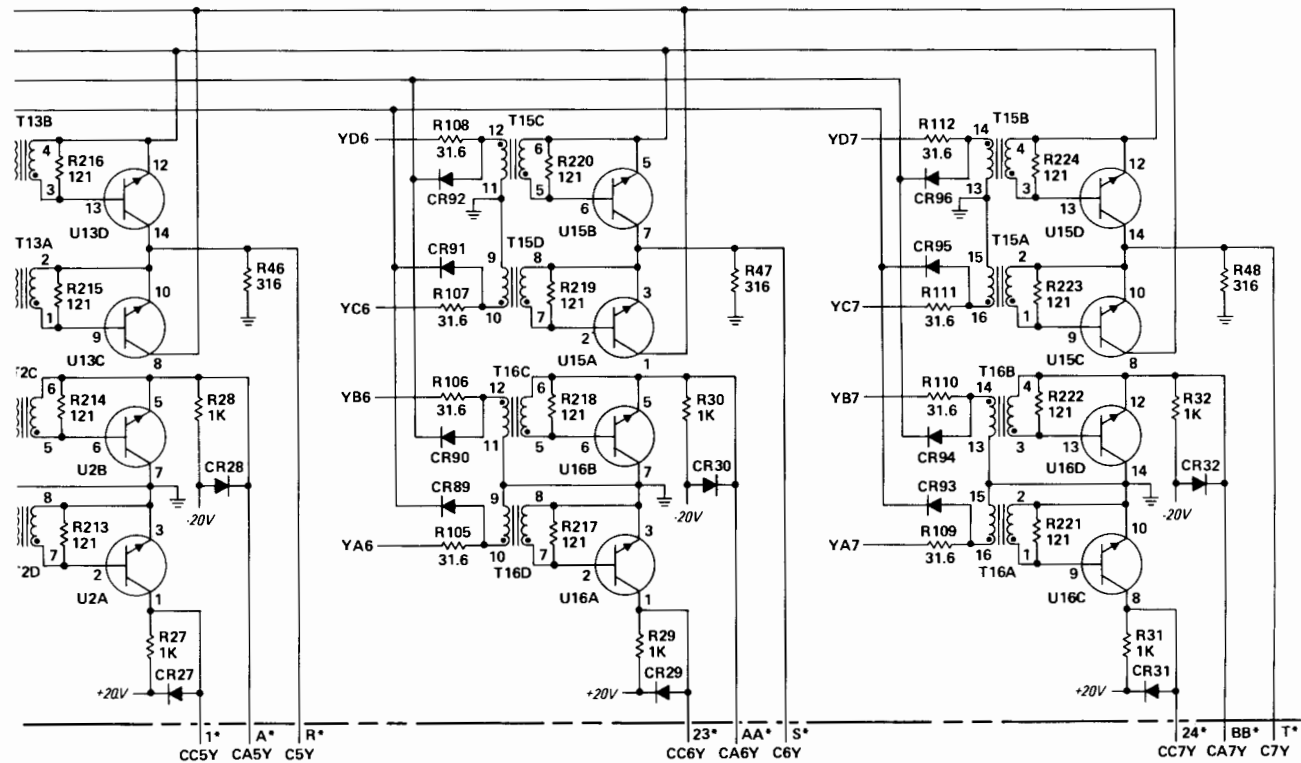 T13B
4
R216
121
3
12
13
U13D
14
T13A
2
R215
121
1
10
9
U13C
8
R46
316
T2C
6
R214
121
5
5
6
U2B
7
R28
1K
CR28
-20V
8
R213
121
7
3
2
U2A
1
R27
1K
CR27
+20V
1*
CC5Y
A*
CA5Y
R*
C5Y
YD6
R108
31.6
12
T15C
6
R220
121
5
CR92
11
5
6
U15B
7
CR91
9
T15D
8
R219
121
YC6
R107
31.6
10
7
3
2
U15A
1
R47
316
YB6
R106
31.6
12
T16C
6
R218
121
5
CR90
11
5
6
U16B
7
R30
1K
CR30
-20V
CR89
9
8
R217
121
YA6
R105
31.6
10
7
T16D
3
2
U16A
1
R29
1K
CR29
+20V
23*
CC6Y
AA*
CA6Y
S*
C6Y
YD7
R112
31.6
14
T15B
4
R224
121
3
CR96
13
12
13
U15D
14
CR95
15
T15A
2
R223
121
YC7
R111
31.6
16
1
10
9
U15C
8
R48
316
YB7
R110
31.6
14
T16B
4
R222
121
3
CR94
13
12
13
U16D
14
R32
1K
CR32
-20V
CR93
15
2
R221
121
YA7
R109
31.6
16
1
T16A
10
9
U16C
8
R31
1K
CR31
+20V
24*
CC7Y
BB*
CA7Y
T*
C7Y